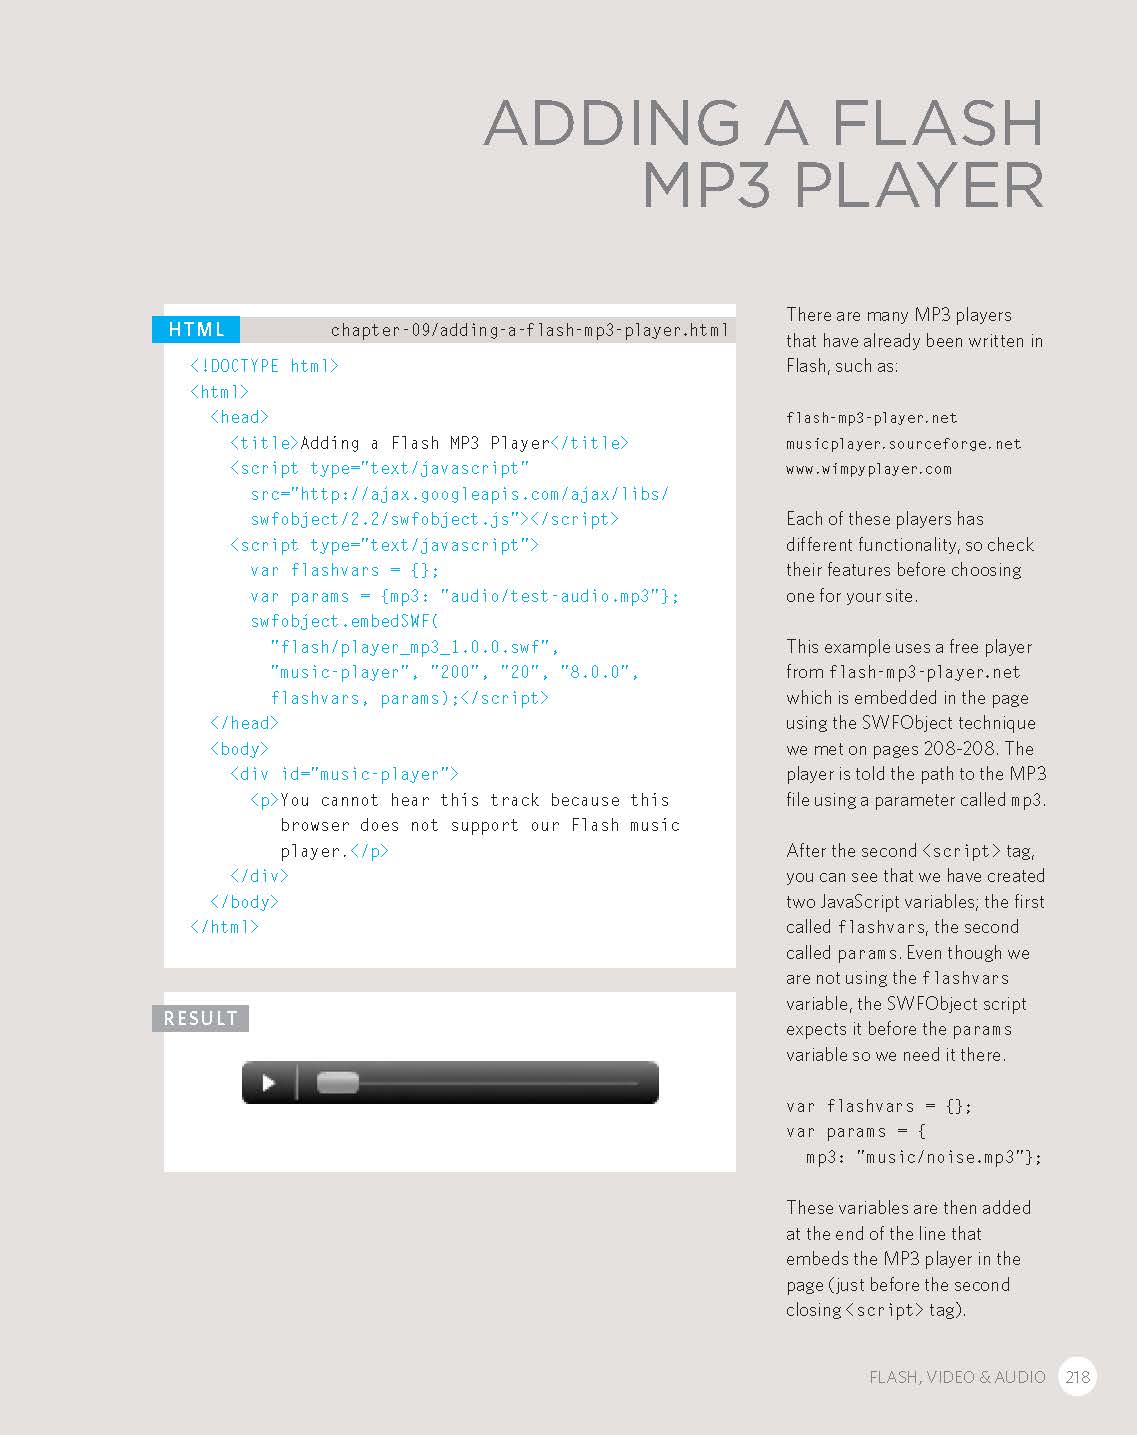 ADDING A FLASH
MP3 PLAYER
HTML
chapter-09/adding-a-flash-mp3-player.html
<!DOCTYPE html>
<html>
<head>
<title>Adding a Flash MP3 Player</title>
<script type="text/javascript"
src="http://ajax.googleapis.com/ajax/libs/
swfobject/2.2/swfobject.js"></script>
<script type="text/javascript">
var flashvars = {};
var params = {mp3: "audio/test-audio.mp3"};
swfobject.embedSWF(
"flash/player_mp3_1.0.0.swf",
"music-player", "200", "20", "8.0.0",
flashvars, params);</script>
</head>
<body>
<div id="music-player">
<p>You cannot hear this track because this
browser does not support our Flash music
player.</p>
</div>
</body>
</html>
RESULT
There are many MP3 players
that have already been written in
Flash, such as:
flash-mp3-player.net
musicplayer.sourceforge.net
www.wimpyplayer.com
Each of these players has
different functionality, so check
their features before choosing
one for your site.
This example uses a free player
from flash-mp3-player.net
which is embedded in the page
using the SWFObject technique
we met on pages 208-208. The
player is told the path to the MP3
file using a parameter called mp3.
After the second <script> tag,
you can see that we have created
two JavaScript variables; the first
called flashvars, the second
called params. Even though we
are not using the flashvars
variable, the SWFObject script
expects it before the params
variable so we need it there.
var flashvars = {};
var params = {
mp3: "music/noise.mp3"};
These variables are then added
at the end of the line that
embeds the MP3 player in the
page (just before the second
closing <script> tag).
FLASH, VIDEO & AUDIO 218